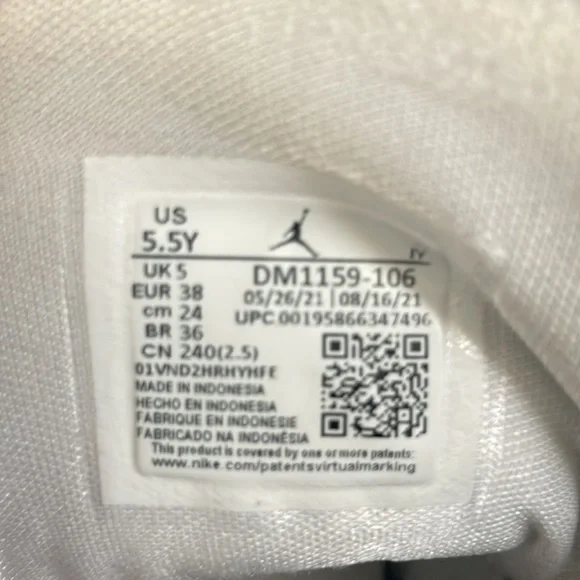 US
5.5Y
UK 5
EUR 38
cm 24
BR 36
CN 240(2.5)
DM1159-106
05/26/21 | 08/16/21
UPC 00195866347496
01VND2HRHYHFE
MADE IN INDONESIA
HECHO EN INDONESIA
FABRIQUE EN INDONESIE
FABRICADO NA INDONÉSIA
This product is covered by one or more patents:
www.nike.com/patentsvirtualmarking